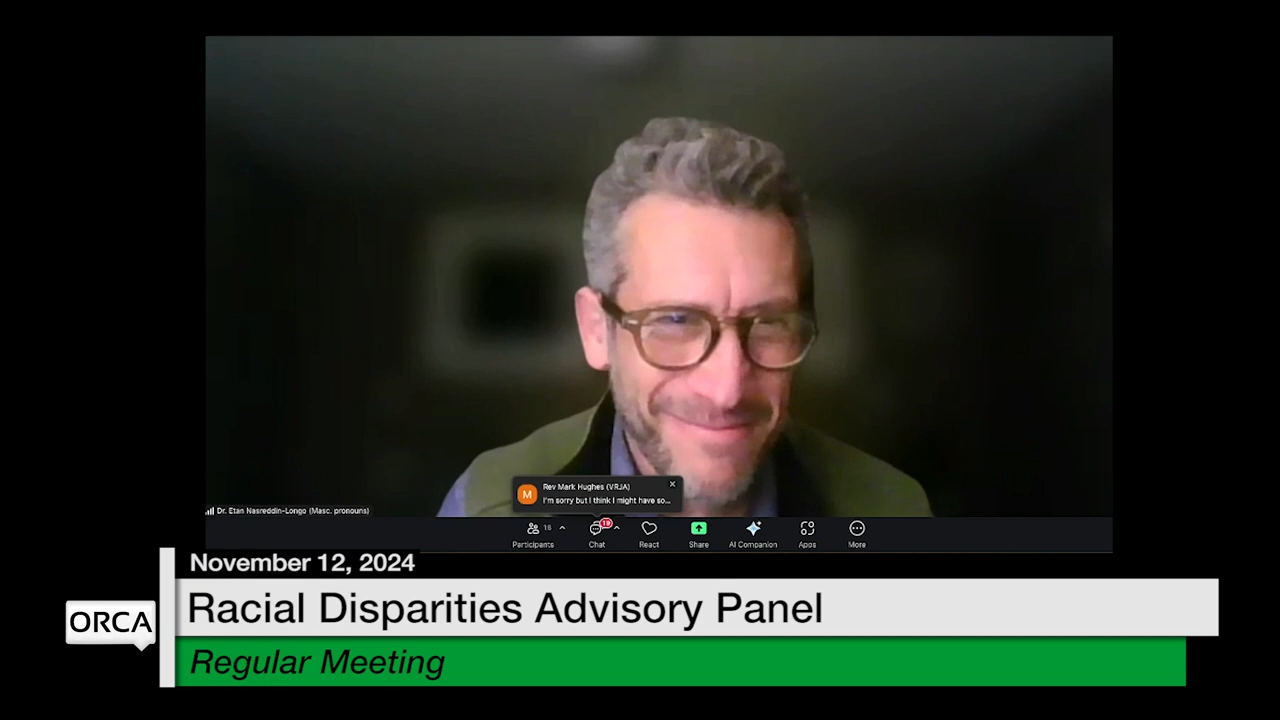 Rev Mark Hughes (VRJA)
M
I'm sorry but I think I might have so...
Dr. Etan Nasreddin-Longo (Masc. pronouns)
18
19
Participants
Chat
React
Share
AI Companion
Apps
More
November 12, 2024
Racial Disparities Advisory Panel
ORCA
Regular Meeting